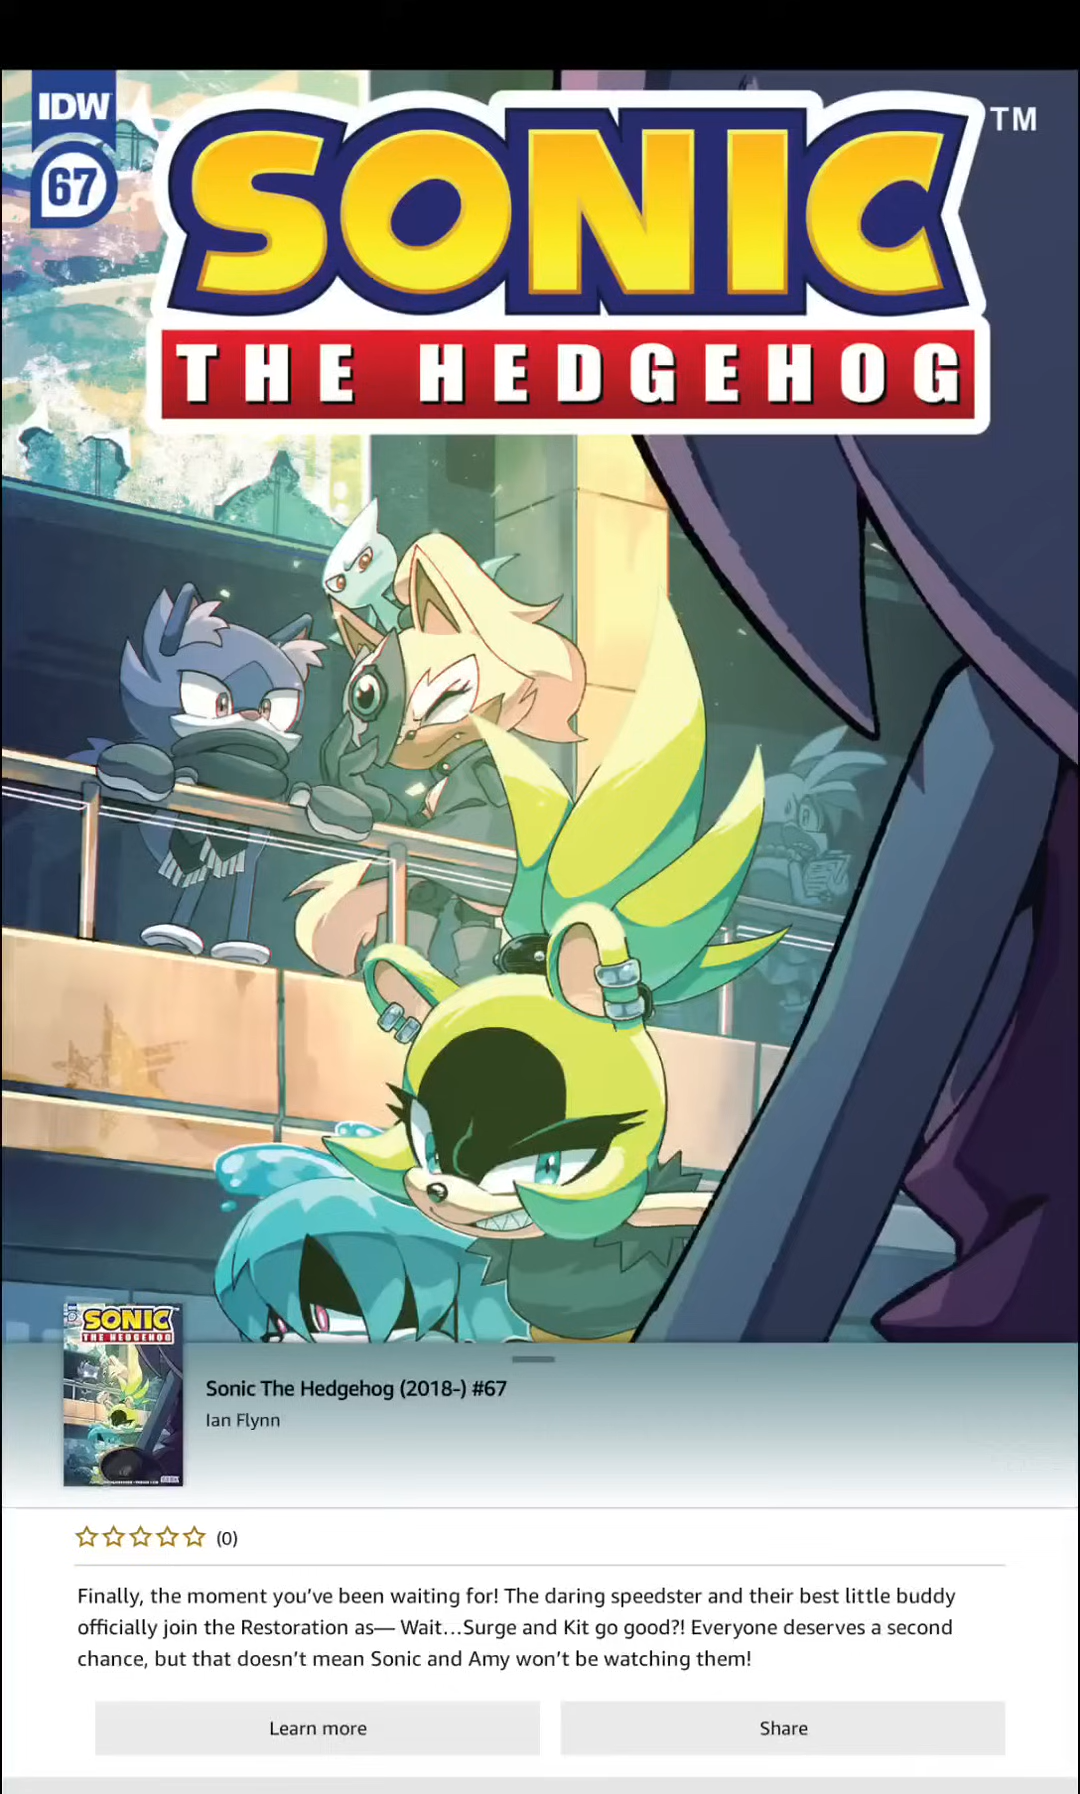 IDW
67
SONIC™
THE HEDGEHOG
SONIC
THE HEDGEHOG
Sonic The Hedgehog (2018-) #67
Ian Flynn
(0)
Finally, the moment you’ve been waiting for! The daring speedster and their best little buddy
officially join the Restoration as— Wait...Surge and Kit go good?! Everyone deserves a second
chance, but that doesn’t mean Sonic and Amy won’t be watching them!
Learn more
Share